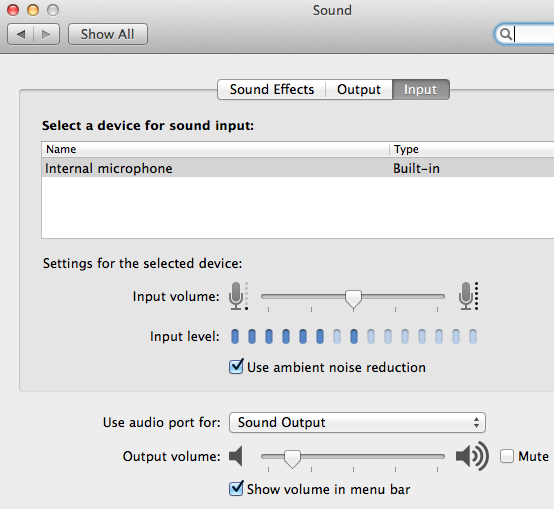 Sound
Show All
Sound Effects Output Input
Select a device for sound input:
Name Type
Internal microphone Built-in
Settings for the selected device:
Input volume:
Input level:
Use ambient noise reduction
Use audio port for: Sound Output
Output volume: Mute
Show volume in menu bar